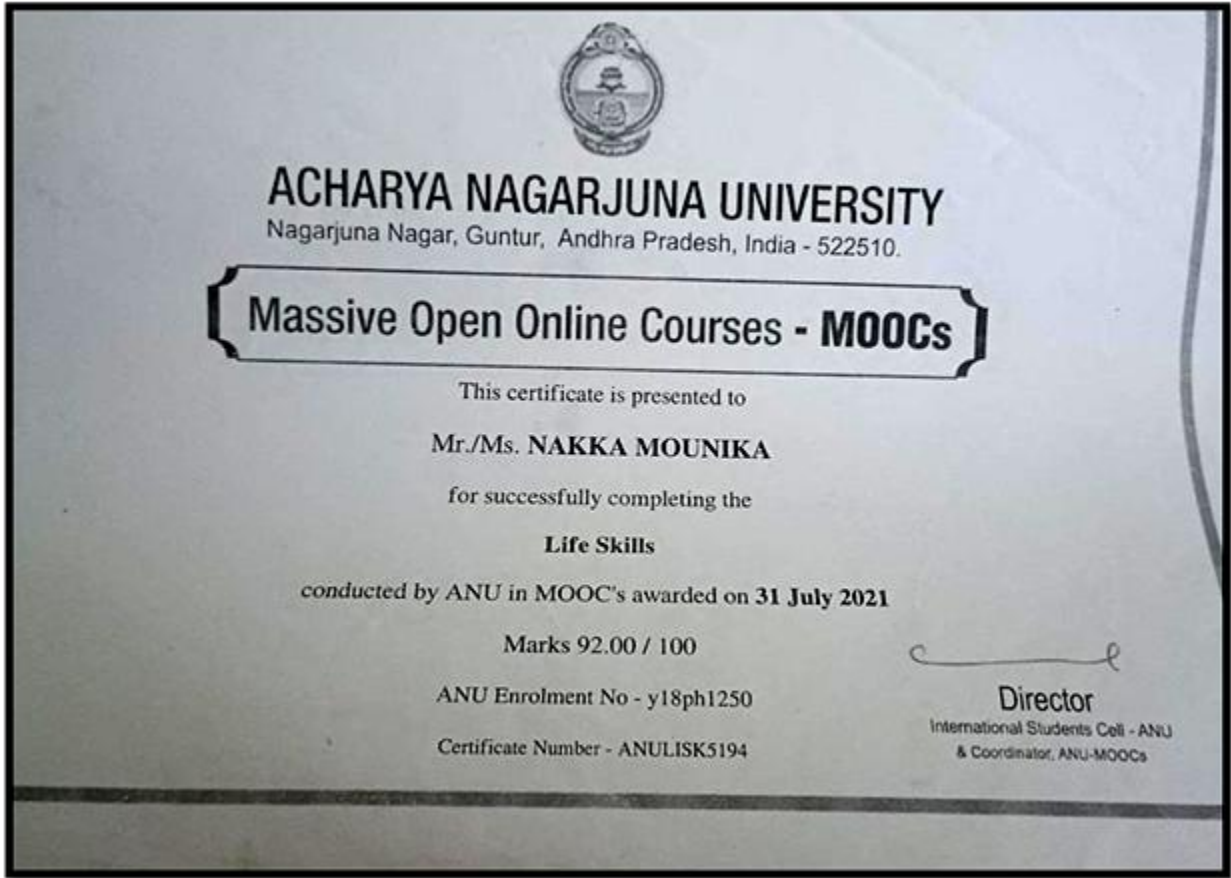 ACHARYA NAGARJUNA UNIVERSITY
Nagarjuna Nagar, Guntur, Andhra Pradesh, India - 522510.
Massive Open Online Courses - MOOCs
This certificate is presented to
Mr./Ms. NAKKA MOUNIKA
for successfully completing the
Life Skills
conducted by ANU in MOOC's awarded on 31 July 2021
Marks 92.00 / 100
ANU Enrolment No - y18ph1250
Certificate Number - ANULISK5194
Director
International Students Cell - ANU
& Coordinator, ANU-MOOCs